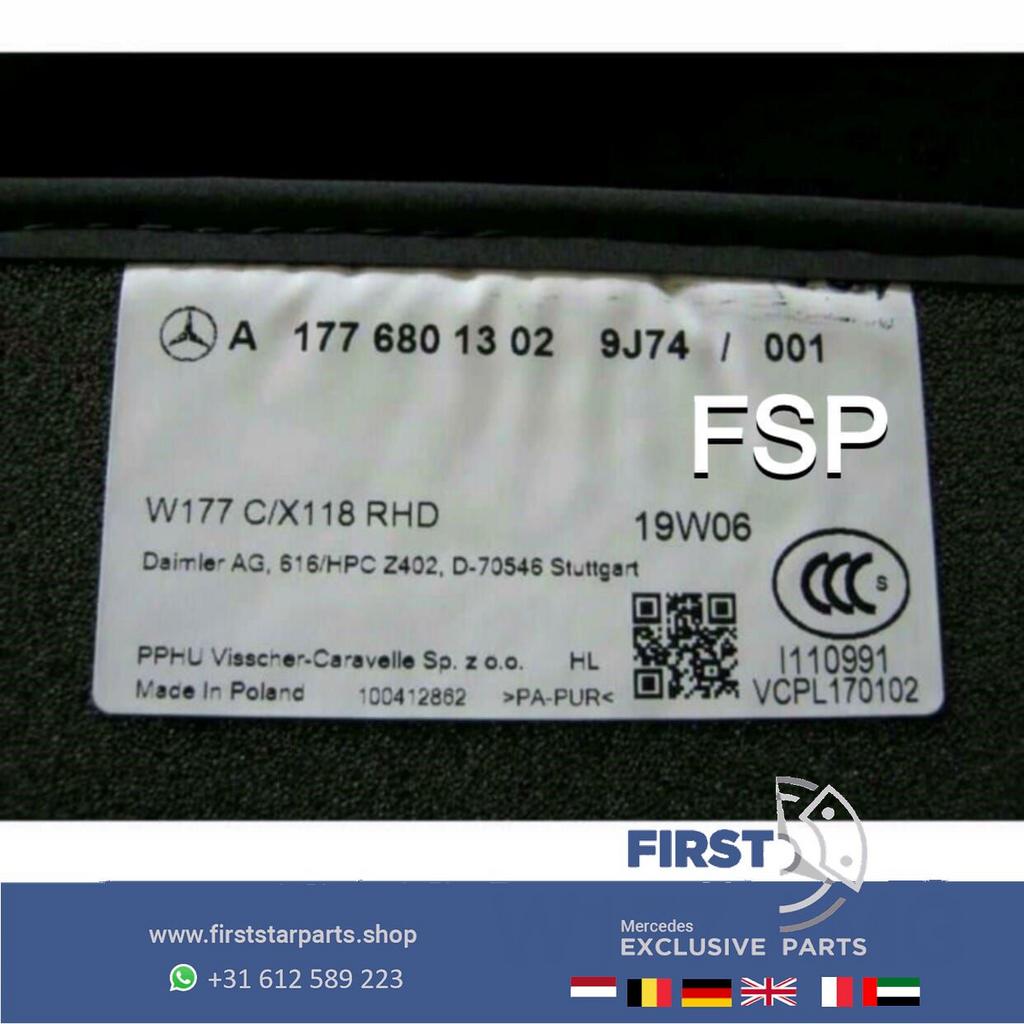 A 177 680 13 02 9J74 / 001
FSP
W177 C/X118 RHD
19W06
Daimler AG, 616/HPC Z402, D-70546 Stuttgart
CCC S
PPHU Visscher-Caravelle Sp. z o.o. HL
I110991
Made In Poland 100412862 >PA-PUR<
VCPL170102
FIRST
www.firststarparts.shop
Mercedes
EXCLUSIVE PARTS
+31 612 589 223